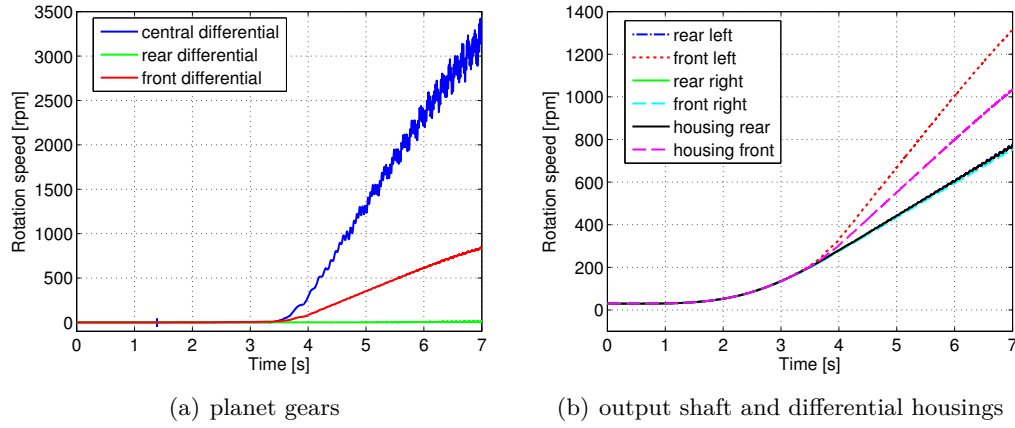 3500
3000
2500
2000
1500
1000
500
0
Rotation speed [rpm]
central differential
rear differential
front differential
0 1 2 3 4 5 6 7
Time [s]
(a) planet gears
1400
1200
1000
800
600
400
200
0
Rotation speed [rpm]
rear left
front left
rear right
front right
housing rear
housing front
0 1 2 3 4 5 6 7
Time [s]
(b) output shaft and differential housings